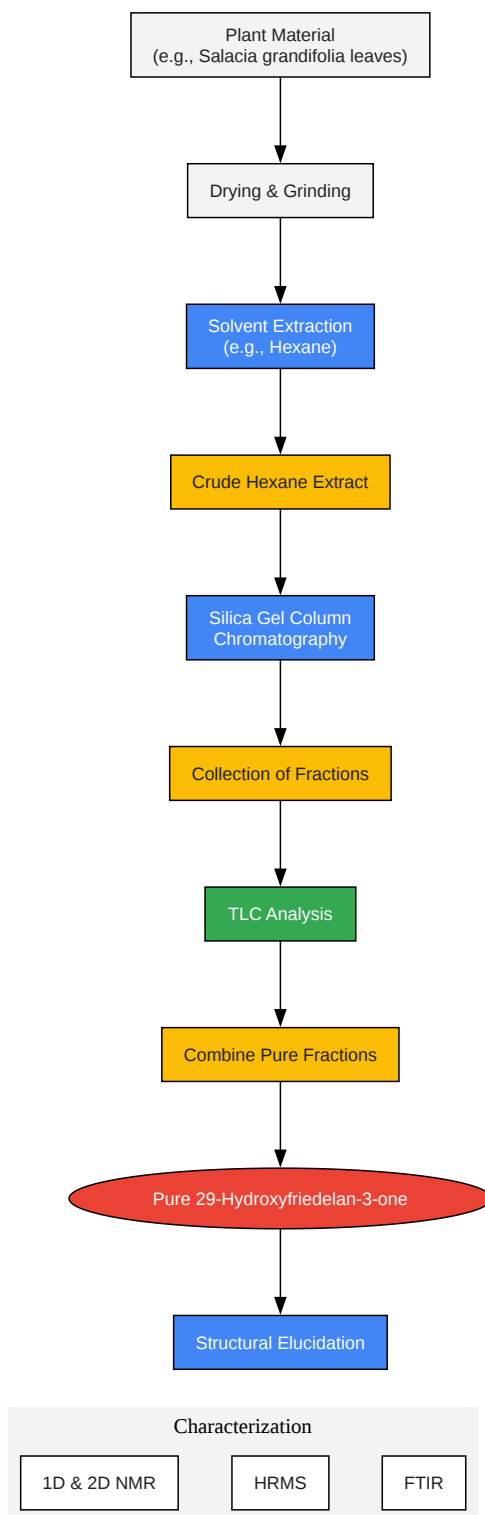 Plant Material
(e.g., Salacia grandifolia leaves)
Drying & Grinding
Solvent Extraction
(e.g., Hexane)
Crude Hexane Extract
Silica Gel Column
Chromatography
Collection of Fractions
TLC Analysis
Combine Pure Fractions
Pure 29-Hydroxyfriedelan-3-one
Structural Elucidation
Characterization
1D & 2D NMR
HRMS
FTIR